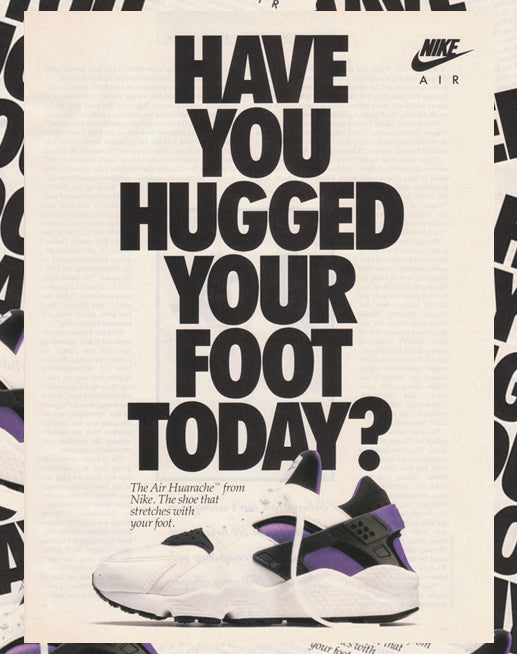 HAVE
YOU
HUGGED
YOUR
FOOT
TODAY?
NIKE
AIR
The Air Huarache™ from
Nike. The shoe that
stretches with
your foot.